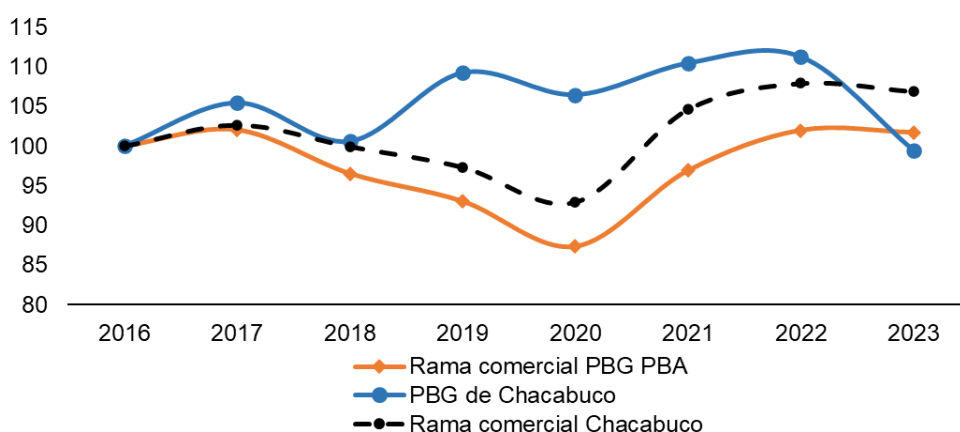 115
110
105
100
95
90
85
80
2016 2017 2018 2019 2020 2021 2022 2023
Rama comercial PBG PBA
PBG de Chacabuco
Rama comercial Chacabuco